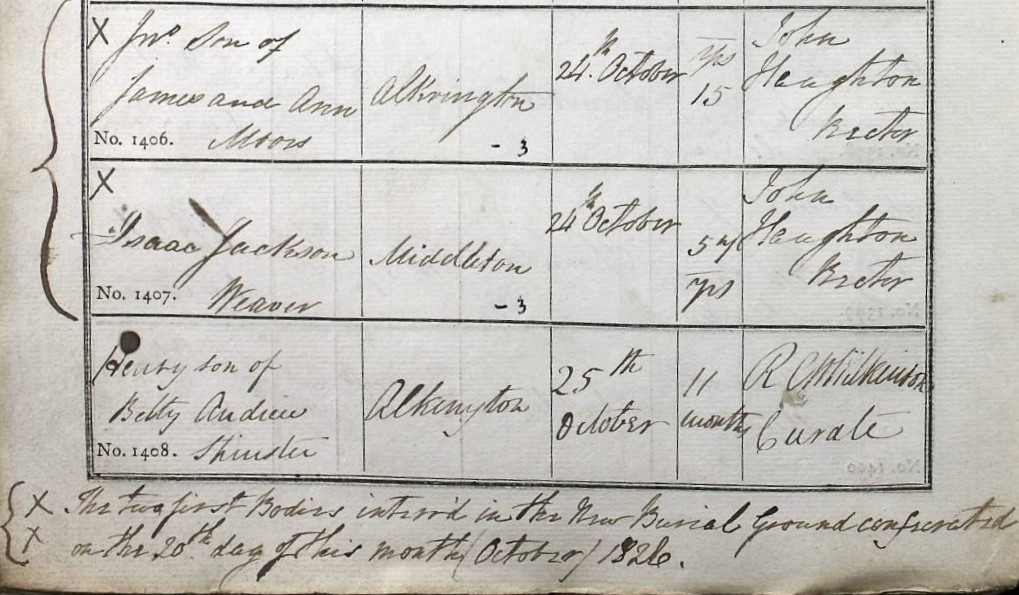 X Jno. Son of
James and Ann
No. 1406. Moors
Alkrington
- 3
24th October
yrs
15
John
Haughton
Rector
X
Isaac Jackson
No. 1407. Weaver
Middleton
- 3
24th October
57
yrs
John
Haughton
Rector
Henry son of
Betty Andrew
No. 1408. Spinster
Alkrington
25th
October
11
months
R Wilkinson
Curate
X The two first Bodies interr'd in the New Burial Ground consecrated
X on the 20th day of this month (October) 1826.